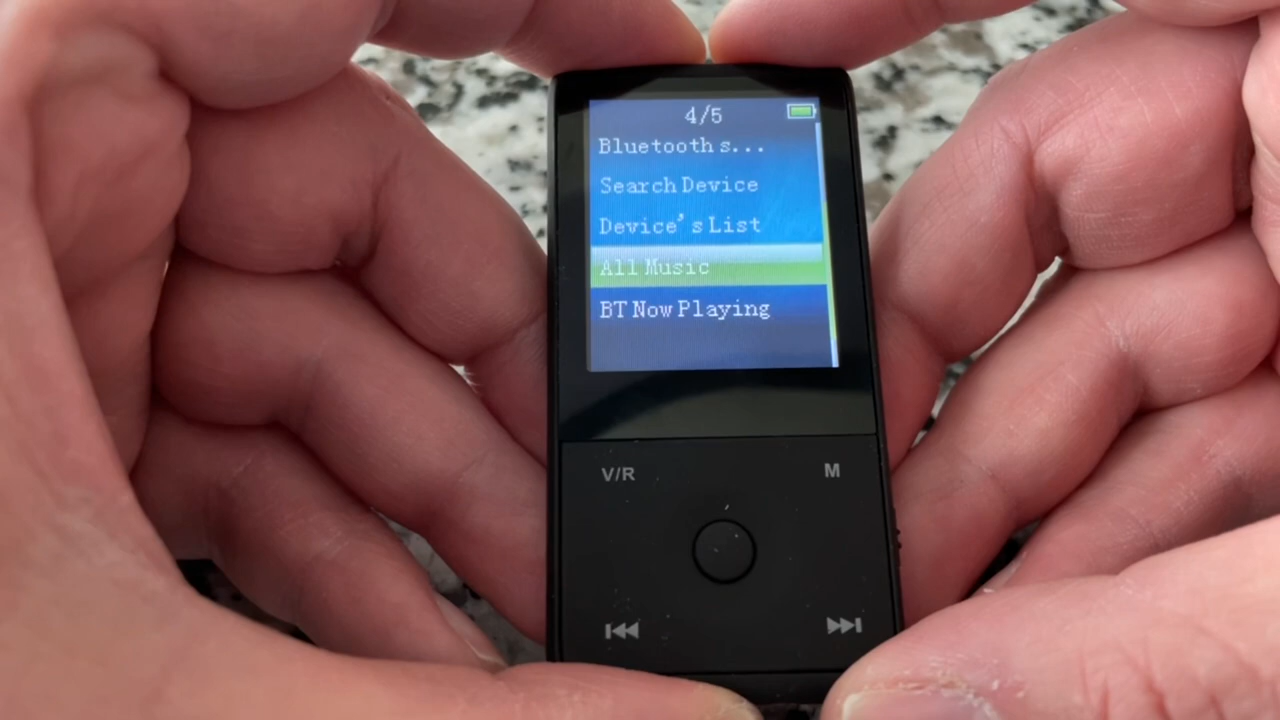 4/5
Bluetooth s...
Search Device
Device's List
All Music
BT Now Playing
V/R M